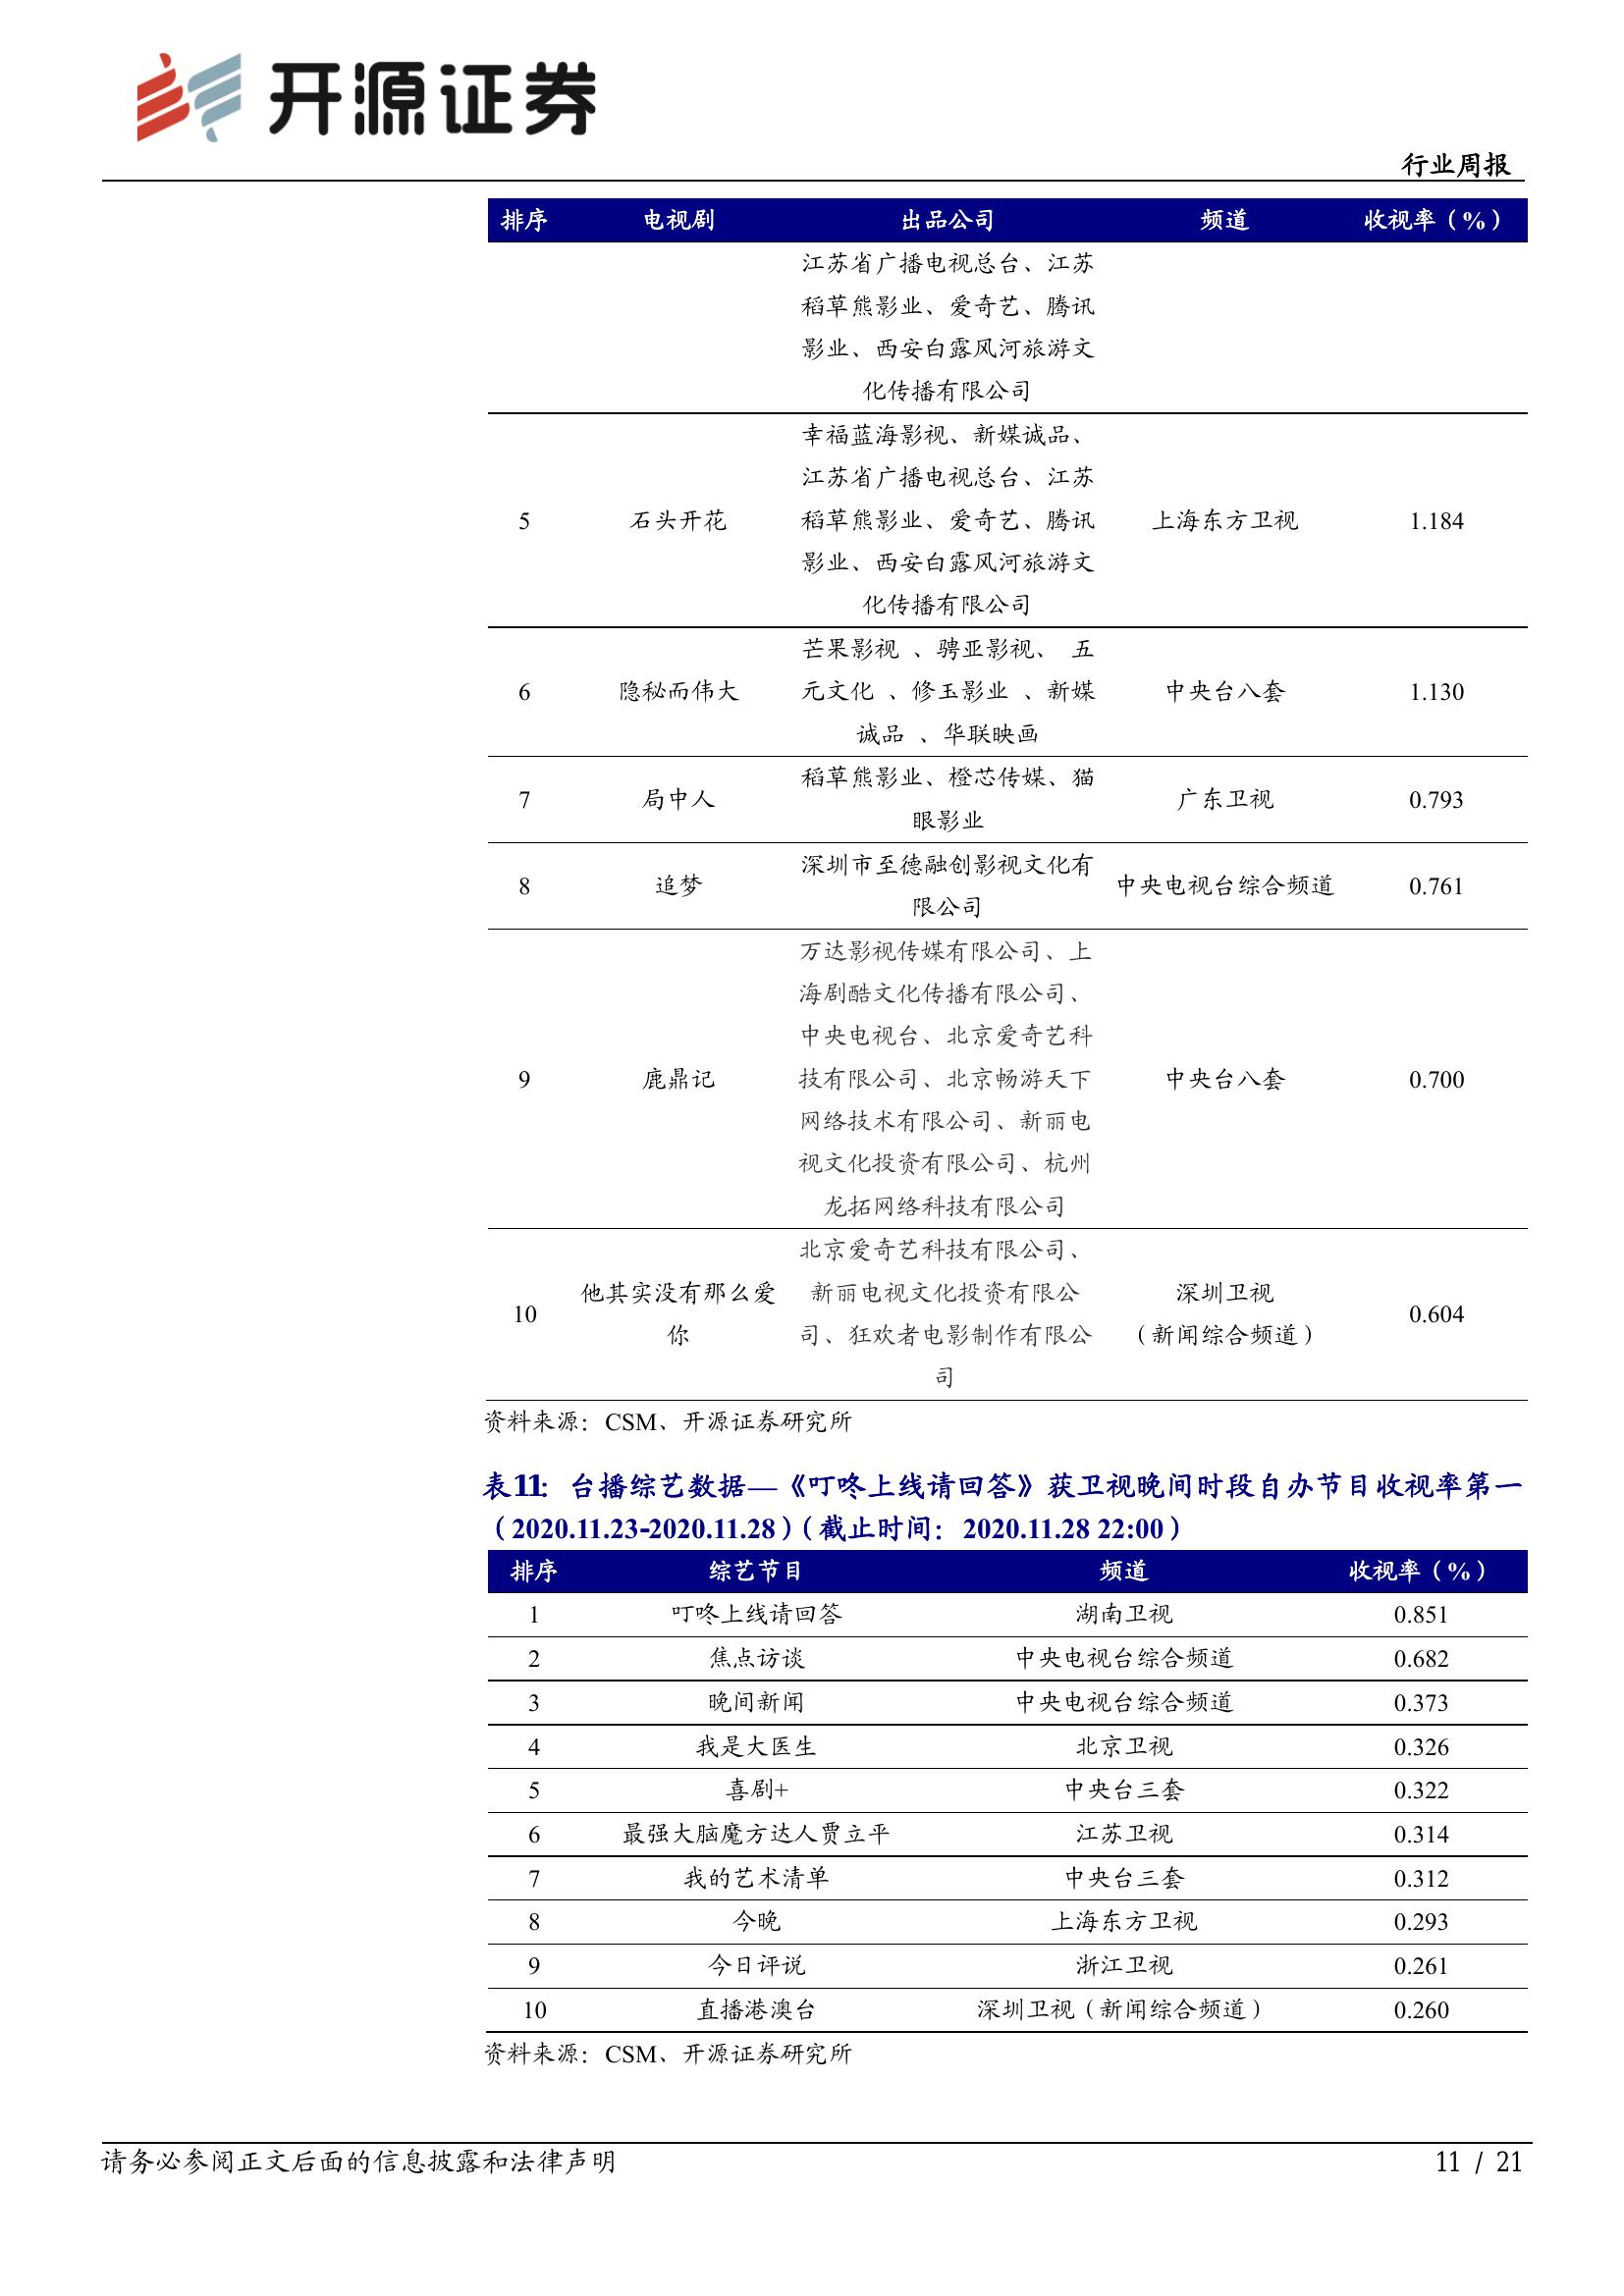 开源证券
行业周报
排序 电视剧 出品公司 频道 收视率（%）
江苏省广播电视总台、江苏
稻草熊影业、爱奇艺、腾讯
影业、西安白露风河旅游文
化传播有限公司
幸福蓝海影视、新媒诚品、
江苏省广播电视总台、江苏
5 石头开花 稻草熊影业、爱奇艺、腾讯 上海东方卫视 1.184
影业、西安白露风河旅游文
化传播有限公司
芒果影视 、骋亚影视、 五
6 隐秘而伟大 元文化 、修玉影业 、新媒 中央台八套 1.130
诚品 、华联映画
稻草熊影业、橙芯传媒、猫
7 局中人 广东卫视 0.793
眼影业
深圳市至德融创影视文化有
8 追梦 中央电视台综合频道 0.761
限公司
万达影视传媒有限公司、上
海剧酷文化传播有限公司、
中央电视台、北京爱奇艺科
9 鹿鼎记 技有限公司、北京畅游天下 中央台八套 0.700
网络技术有限公司、新丽电
视文化投资有限公司、杭州
龙拓网络科技有限公司
北京爱奇艺科技有限公司、
他其实没有那么爱 新丽电视文化投资有限公 深圳卫视
10 0.604
你 司、狂欢者电影制作有限公 （新闻综合频道）
司
资料来源：CSM、开源证券研究所
表11：台播综艺数据—《叮咚上线请回答》获卫视晚间时段自办节目收视率第一
（2020.11.23-2020.11.28）（截止时间：2020.11.28 22:00）
排序 综艺节目 频道 收视率（%）
1 叮咚上线请回答 湖南卫视 0.851
2 焦点访谈 中央电视台综合频道 0.682
3 晚间新闻 中央电视台综合频道 0.373
4 我是大医生 北京卫视 0.326
5 喜剧+ 中央台三套 0.322
6 最强大脑魔方达人贾立平 江苏卫视 0.314
7 我的艺术清单 中央台三套 0.312
8 今晚 上海东方卫视 0.293
9 今日评说 浙江卫视 0.261
10 直播港澳台 深圳卫视（新闻综合频道） 0.260
资料来源：CSM、开源证券研究所
请务必参阅正文后面的信息披露和法律声明 11 / 21